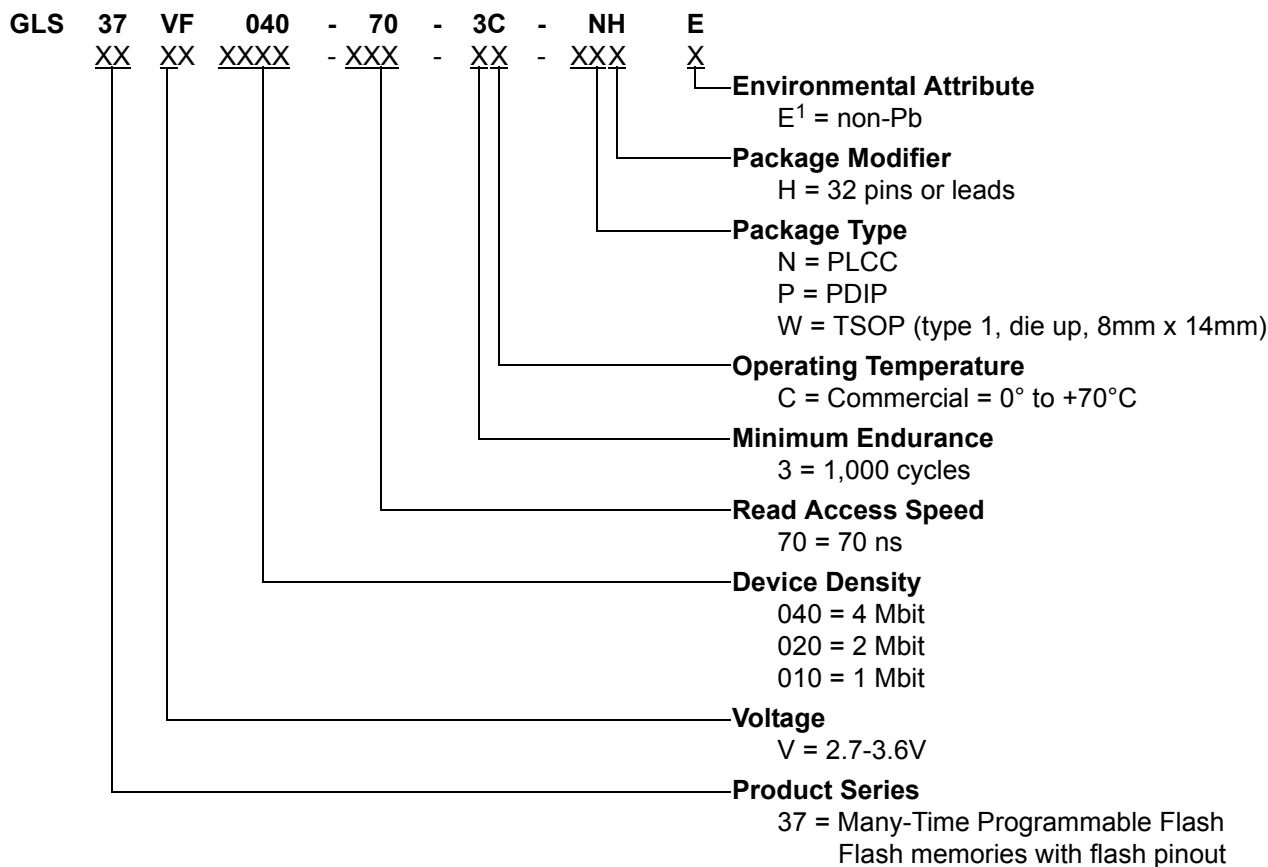 GLS 37 VF 040 - 70 - 3C - NH E
XX XX XXXX - XXX - XX - XXX X
Environmental Attribute
E1 = non-Pb
Package Modifier
H = 32 pins or leads
Package Type
N = PLCC
P = PDIP
W = TSOP (type 1, die up, 8mm x 14mm)
Operating Temperature
C = Commercial = 0° to +70°C
Minimum Endurance
3 = 1,000 cycles
Read Access Speed
70 = 70 ns
Device Density
040 = 4 Mbit
020 = 2 Mbit
010 = 1 Mbit
Voltage
V = 2.7-3.6V
Product Series
37 = Many-Time Programmable Flash
Flash memories with flash pinout